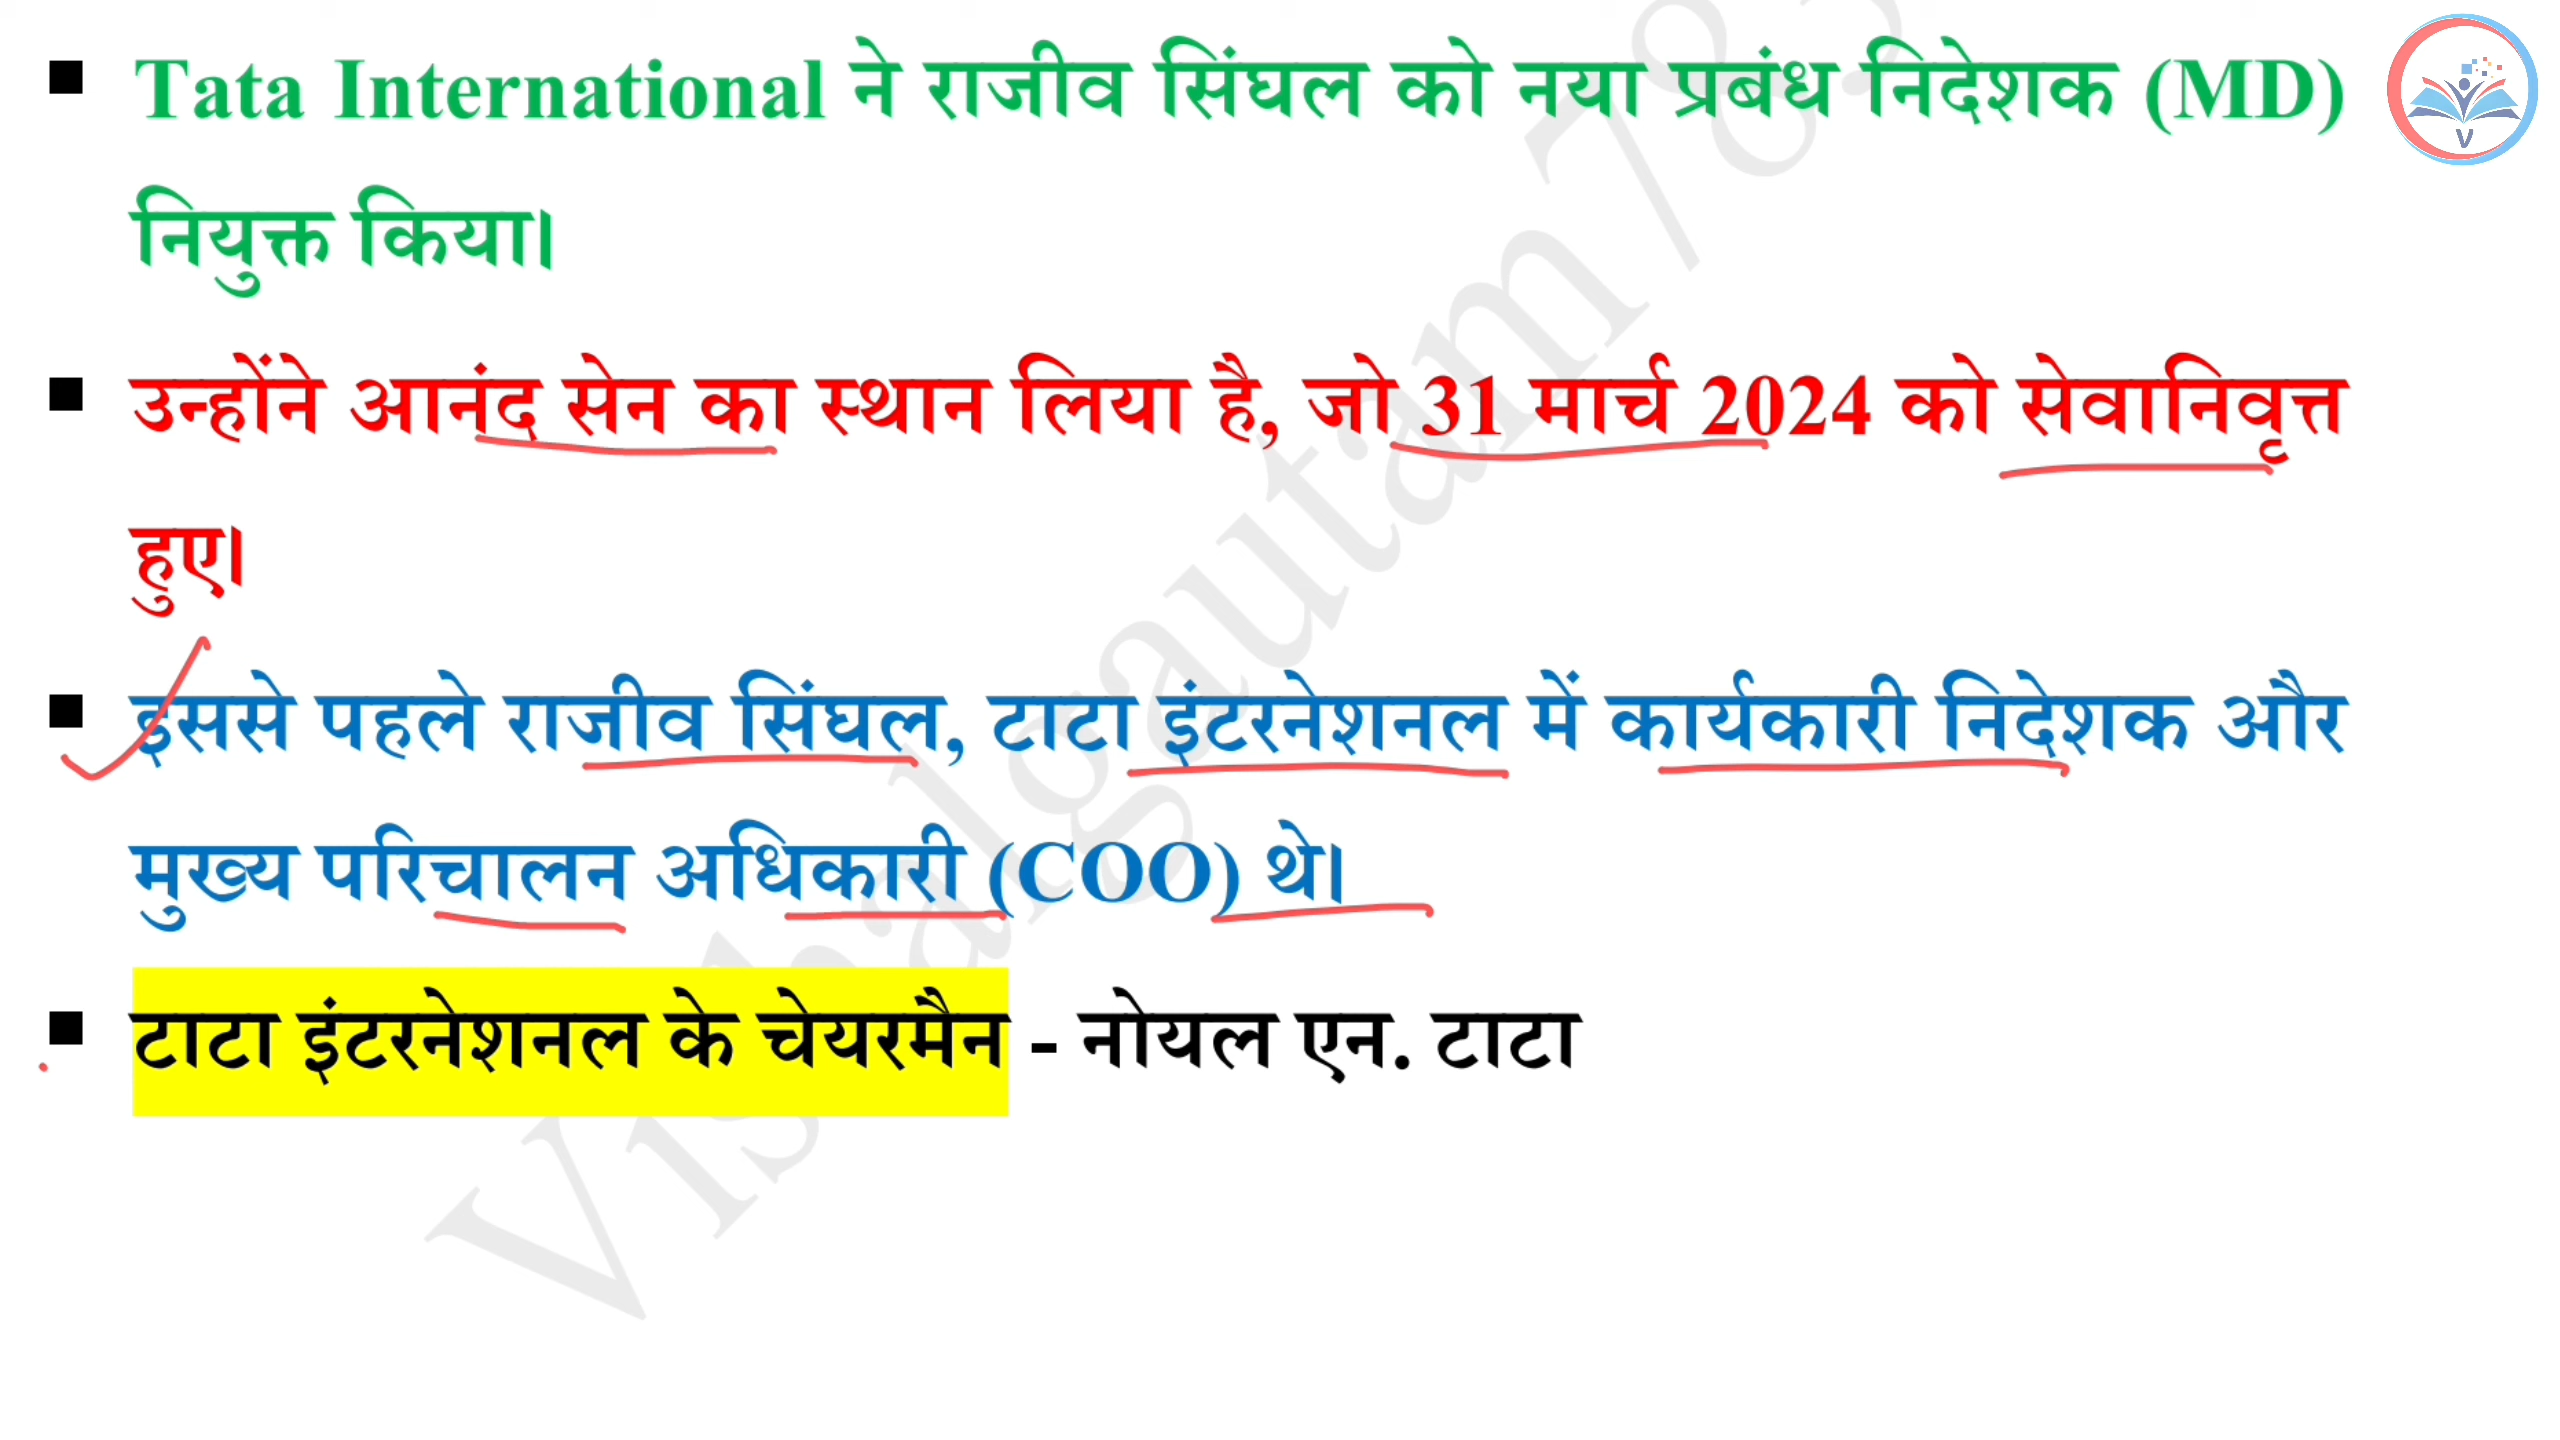 Tata International ने राजीव सिंघल को नया प्रबंध निदेशक (MD)
नियुक्त किया।
उन्होंने आनंद सेन का स्थान लिया है, जो 31 मार्च 2024 को सेवानिवृत्त
हुए।
इससे पहले राजीव सिंघल, टाटा इंटरनेशनल में कार्यकारी निदेशक और
मुख्य परिचालन अधिकारी (COO) थे।
टाटा इंटरनेशनल के चेयरमैन - नोयल एन. टाटा
V